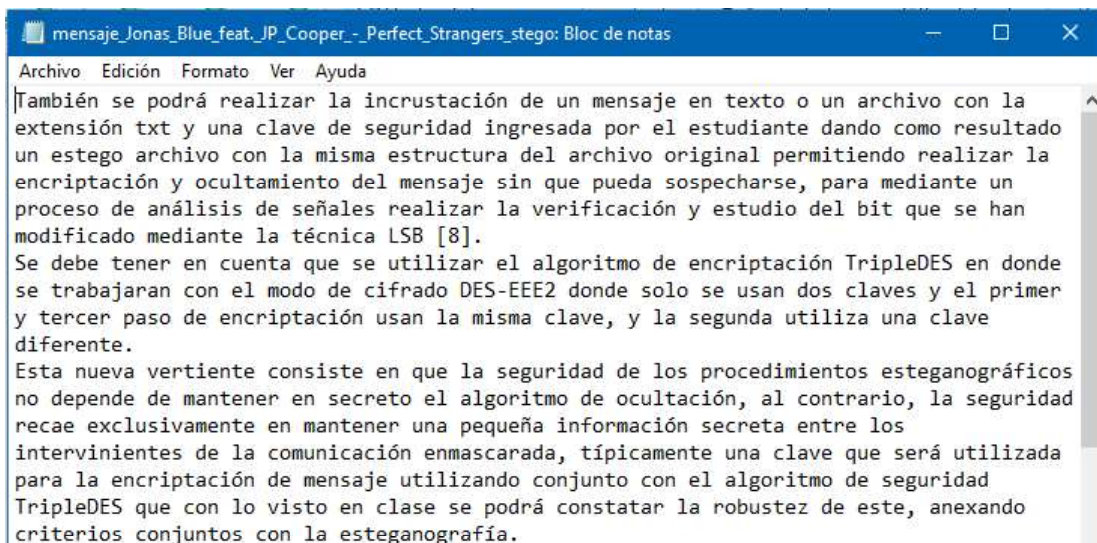 mensaje_Jonas_Blue_feat._JP_Cooper_-_Perfect_Strangers_stego: Bloc de notas
Archivo Edición Formato Ver Ayuda
También se podrá realizar la incrustación de un mensaje en texto o un archivo con la
extensión txt y una clave de seguridad ingresada por el estudiante dando como resultado
un estego archivo con la misma estructura del archivo original permitiendo realizar la
encriptación y ocultamiento del mensaje sin que pueda sospecharse, para mediante un
proceso de análisis de señales realizar la verificación y estudio del bit que se han
modificado mediante la técnica LSB [8].
Se debe tener en cuenta que se utilizar el algoritmo de encriptación TripleDES en donde
se trabajaran con el modo de cifrado DES-EEE2 donde solo se usan dos claves y el primer
y tercer paso de encriptación usan la misma clave, y la segunda utiliza una clave
diferente.
Esta nueva vertiente consiste en que la seguridad de los procedimientos esteganográficos
no depende de mantener en secreto el algoritmo de ocultación, al contrario, la seguridad
recae exclusivamente en mantener una pequeña información secreta entre los
intervinientes de la comunicación enmascarada, típicamente una clave que será utilizada
para la encriptación de mensaje utilizando conjunto con el algoritmo de seguridad
TripleDES que con lo visto en clase se podrá constatar la robustez de este, anexando
criterios conjuntos con la esteganografía.